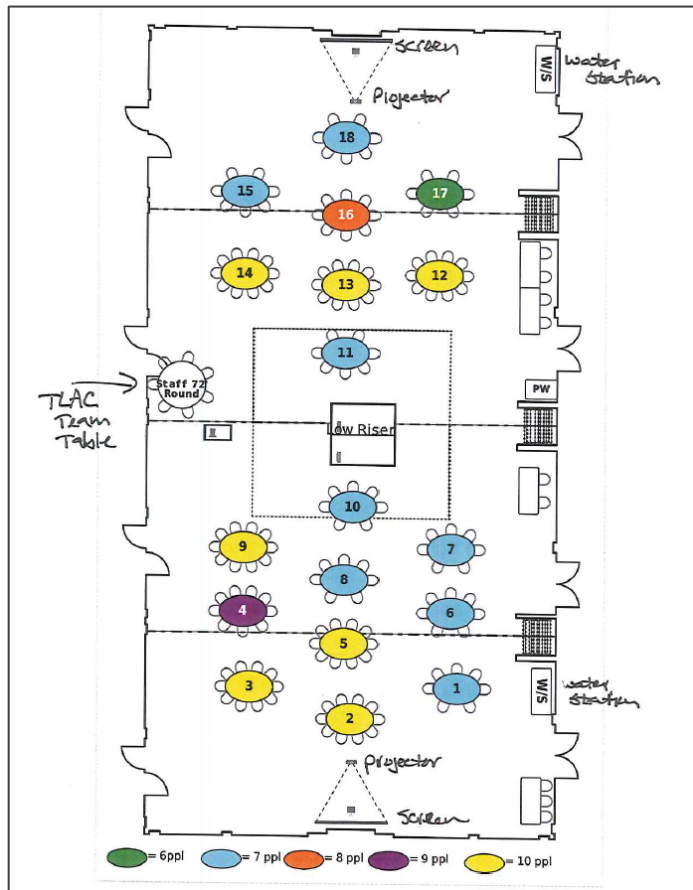 Screen
W/S
water
Station
Projector
18
15
17
16
14
13
12
11
Staff 72
Round
PW
TLAC
Team
Table
Low Riser
10
9
7
8
4
6
5
3
1
W/S
water
Station
2
Projector
Screen
= 6ppl
= 7 ppl
= 8 ppl
= 9 ppl
= 10 ppl